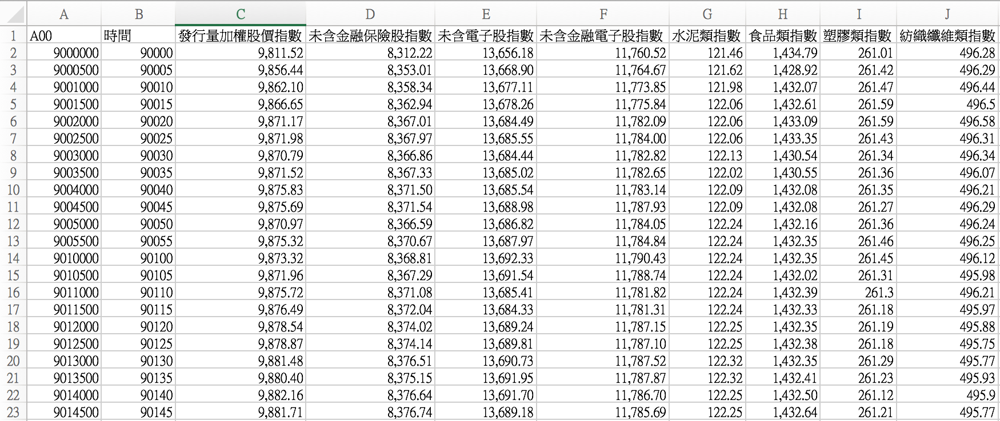 A B C D E F G H I J
1 A00 時間 發行量加權股價指數 未含金融保險股指數 未含電子股指數 未含金融電子股指數 水泥類指數 食品類指數 塑膠類指數 紡織纖維類指數
2 9000000 90000 9,811.52 8,312.22 13,656.18 11,760.52 121.46 1,434.79 261.01 496.28
3 9000500 90005 9,856.44 8,353.01 13,668.90 11,764.67 121.62 1,428.92 261.42 496.29
4 9001000 90010 9,862.10 8,358.34 13,677.11 11,773.85 121.98 1,432.07 261.47 496.44
5 9001500 90015 9,866.65 8,362.94 13,678.26 11,775.84 122.06 1,432.61 261.59 496.5
6 9002000 90020 9,871.17 8,367.01 13,684.49 11,782.09 122.06 1,433.09 261.59 496.58
7 9002500 90025 9,871.98 8,367.97 13,685.55 11,784.00 122.06 1,433.35 261.43 496.31
8 9003000 90030 9,870.79 8,366.86 13,684.44 11,782.82 122.13 1,430.54 261.34 496.34
9 9003500 90035 9,871.52 8,367.33 13,685.02 11,782.65 122.02 1,430.55 261.36 496.07
10 9004000 90040 9,875.83 8,371.50 13,685.54 11,783.14 122.09 1,432.08 261.35 496.21
11 9004500 90045 9,875.69 8,371.54 13,688.98 11,787.93 122.09 1,432.08 261.27 496.29
12 9005000 90050 9,870.97 8,366.59 13,686.82 11,784.05 122.24 1,432.16 261.36 496.24
13 9005500 90055 9,875.32 8,370.67 13,687.97 11,784.84 122.24 1,432.35 261.46 496.25
14 9010000 90100 9,873.32 8,368.81 13,692.33 11,790.43 122.24 1,432.35 261.45 496.12
15 9010500 90105 9,871.96 8,367.29 13,691.54 11,788.74 122.24 1,432.02 261.31 495.98
16 9011000 90110 9,875.72 8,371.08 13,685.41 11,781.82 122.24 1,432.39 261.3 496.21
17 9011500 90115 9,876.49 8,372.04 13,684.33 11,781.31 122.24 1,432.33 261.18 495.97
18 9012000 90120 9,878.54 8,374.02 13,689.24 11,787.15 122.25 1,432.35 261.19 495.88
19 9012500 90125 9,878.87 8,374.14 13,689.81 11,787.10 122.25 1,432.38 261.18 495.75
20 9013000 90130 9,881.48 8,376.51 13,690.73 11,787.52 122.32 1,432.35 261.29 495.77
21 9013500 90135 9,880.40 8,375.15 13,691.95 11,787.87 122.32 1,432.41 261.23 495.93
22 9014000 90140 9,882.16 8,376.64 13,691.70 11,786.70 122.25 1,432.50 261.12 495.9
23 9014500 90145 9,881.71 8,376.74 13,689.18 11,785.69 122.25 1,432.64 261.21 495.77